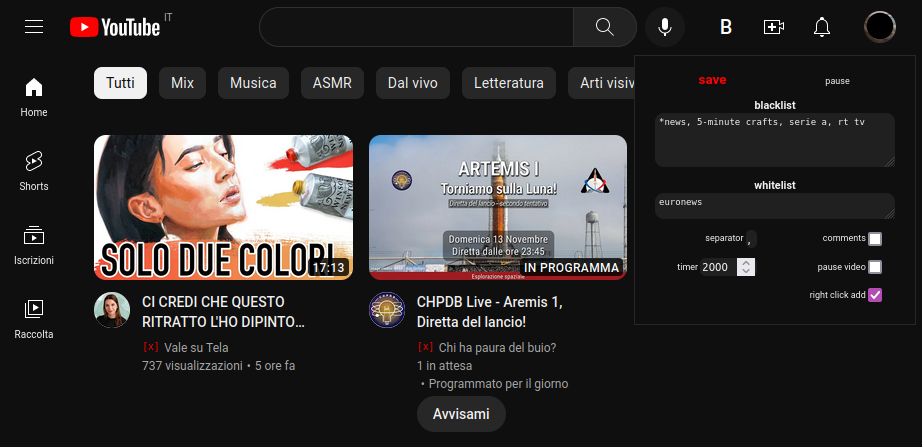 YouTube IT
B
Tutti
Mix
Musica
ASMR
Dal vivo
Letteratura
Arti visiv
Home
Shorts
Iscrizioni
Raccolta
SOLO DUE COLORI
17:13
CI CREDI CHE QUESTO
RITRATTO L'HO DIPINTO...
[x] Vale su Tela
737 visualizzazioni • 5 ore fa
ARTEMIS I
Torniamo sulla Luna!
Diretta del lancio - secondo tentativo
Domenica 13 Novembre
Diretta dalle ore 23:45
IN PROGRAMMA
Esplorazione spaziale
CHPDB Live - Aremis 1,
Diretta del lancio!
[x] Chi ha paura del buio?
1 in attesa
• Programmato per il giorno
Avvisami
save
pause
blacklist
*news, 5-minute crafts, serie a, rt tv
whitelist
euronews
separator ,
comments
timer 2000
pause video
right click add